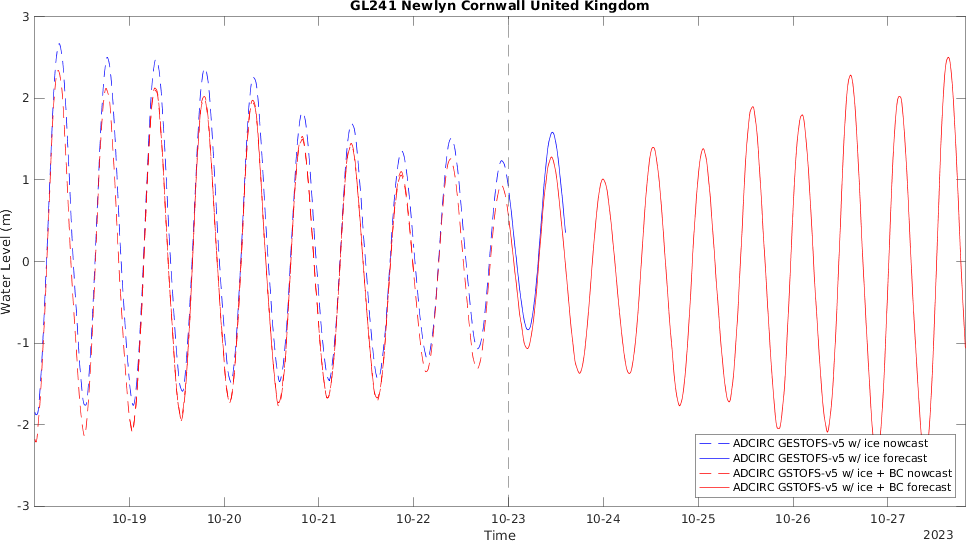 GL241 Newlyn Cornwall United Kingdom
3
2
1
0
-1
-2
-3
Water Level (m)
ADCIRC GESTOFS-v5 w/ ice nowcast
ADCIRC GESTOFS-v5 w/ ice forecast
ADCIRC GSTOFS-v5 w/ ice + BC nowcast
ADCIRC GSTOFS-v5 w/ ice + BC forecast
10-19 10-20 10-21 10-22 10-23 10-24 10-25 10-26 10-27
Time
2023